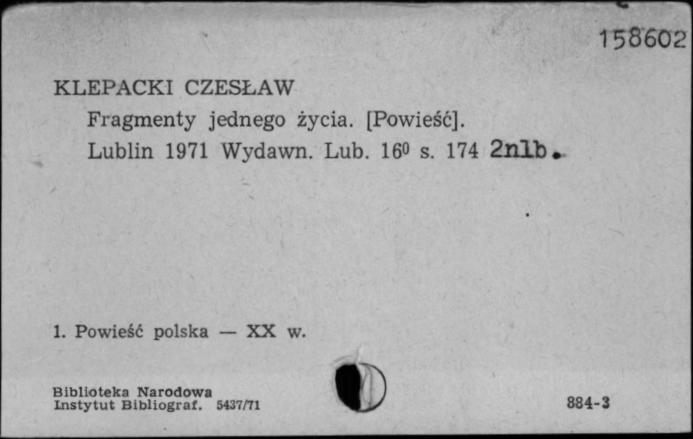 158602
KLEPACKI CZESŁAW
Fragmenty jednego życia. [Powieść].
Lublin 1971 Wydawn. Lub. 16⁰ s. 174 2nlb.
1. Powieść polska — XX w.
Biblioteka Narodowa
Instytut Bibliograf. 5437/71
884-3